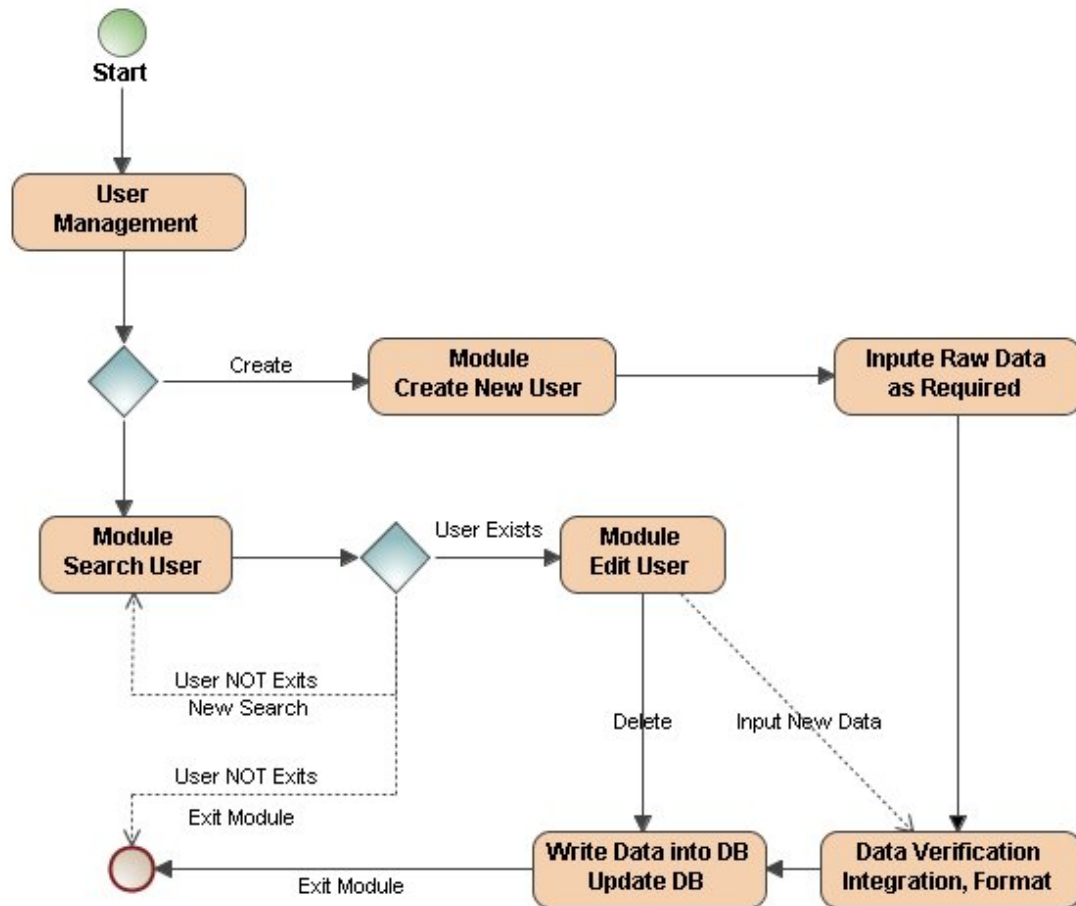 Start
User
Management
Create
Module
Create New User
Inpute Raw Data
as Required
Module
Search User
User Exists
Module
Edit User
User NOT Exits
New Search
Delete
Input New Data
User NOT Exits
Exit Module
Write Data into DB
Update DB
Data Verification
Integration, Format
Exit Module